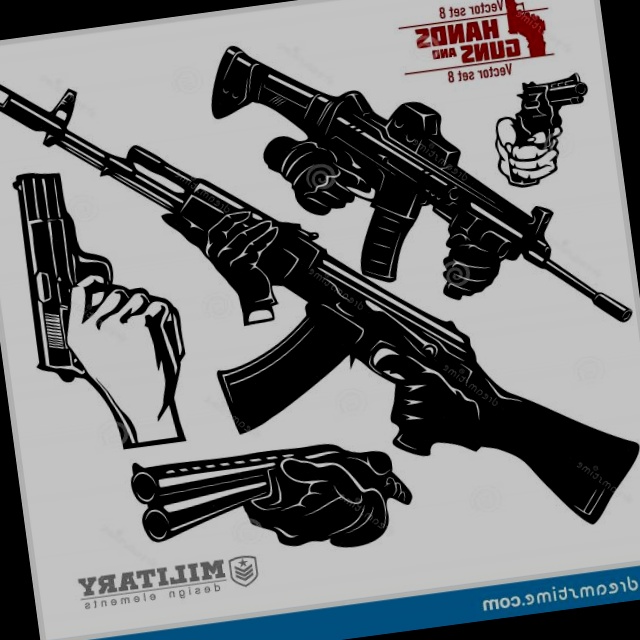 Vector set 8
HANDS
AND GUNS
Vector set 8
MILITARY
design elements
dreamstime.com